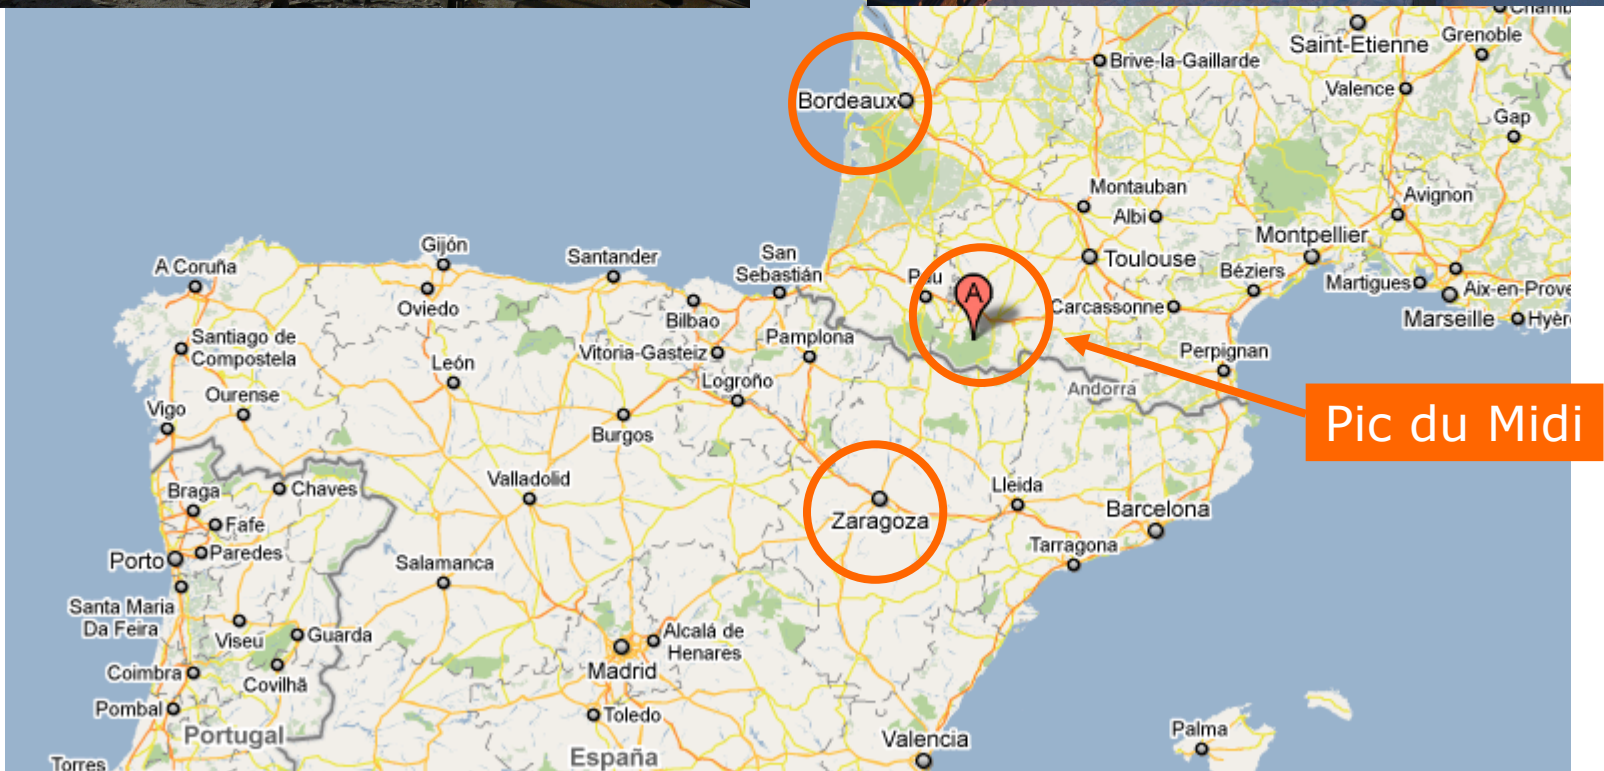 Chamb
Saint-Etienne
Grenoble
Brive-la-Gaillarde
Valence
Bordeaux
Gap
Montauban
Albi
Avignon
Montpellier
Toulouse
Béziers
Martigues
Aix-en-Prove
Marseille
Hyèr
Gijón
A Coruña
Santander
San
Sebastián
Pau
A
Carcassonne
Oviedo
Bilbao
Santiago de
Compostela
Pamplona
Vitoria-Gasteiz
León
Perpignan
Logroño
Andorra
Ourense
Vigo
Burgos
Pic du Midi
Valladolid
Lleida
Braga
Chaves
Barcelona
Fafe
Zaragoza
Porto
Paredes
Tarragona
Salamanca
Santa Maria
Da Feira
Viseu
Guarda
Alcalá de
Henares
Coimbra
Covilhã
Madrid
Pombal
Toledo
Portugal
Valencia
Palma
España
Torres